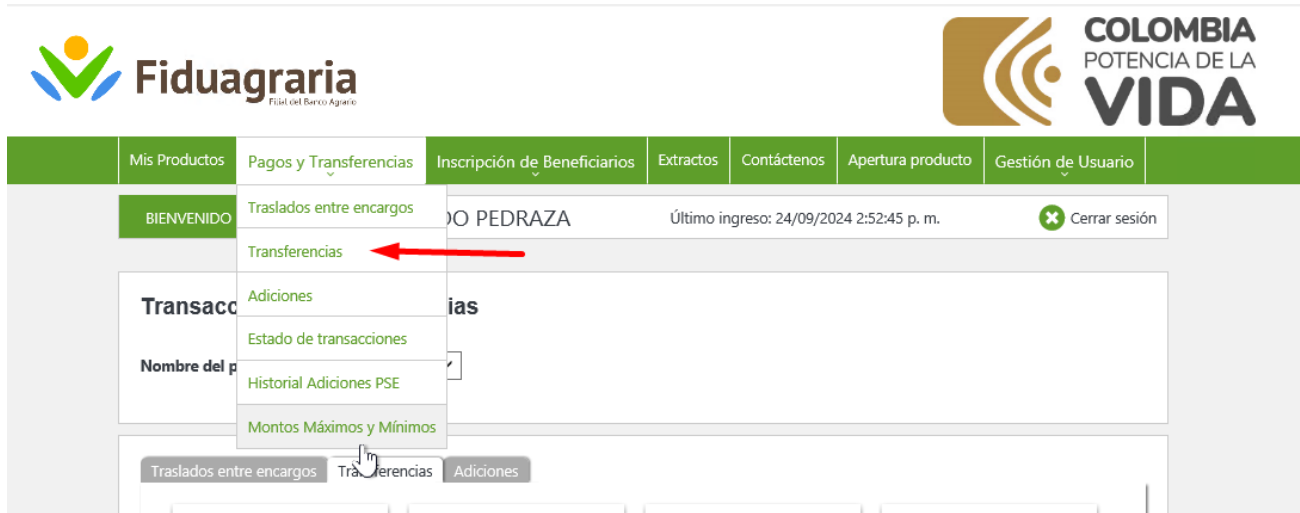 Fiduagraria
Filial del Banco Agrario
COLOMBIA
POTENCIA DE LA
VIDA
Mis Productos Pagos y Transferencias Inscripción de Beneficiarios Extractos Contáctenos Apertura producto Gestión de Usuario
BIENVENIDO DO PEDRAZA Último ingreso: 24/09/2024 2:52:45 p. m. Cerrar sesión
Traslados entre encargos
Transferencias
Adiciones
Estado de transacciones
Historial Adiciones PSE
Montos Máximos y Mínimos
Transacc ias
Nombre del p
Traslados entre encargos Transferencias Adiciones